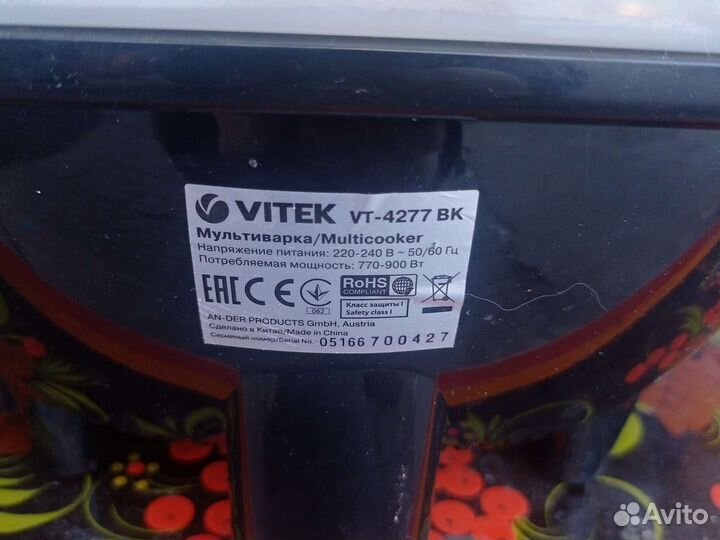 VITEK VT-4277 BK
Мультиварка/Multicooker
Напряжение питания: 220-240 В ~ 50/60 Гц
Потребляемая мощность: 770-900 Вт
EAC CE 062 RoHS COMPLIANT
Класс защиты I
Safety class I
AN-DER PRODUCTS GmbH, Austria
Сделано в Китае/Made in China
Серийный номер/Serial No.: 05166700427
Avito